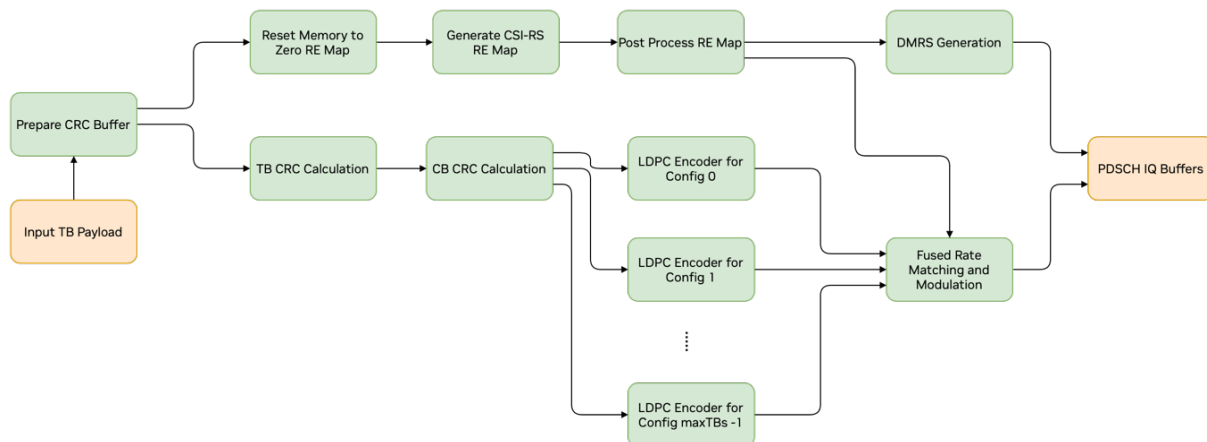 Reset Memory to
Zero RE Map
Generate CSI-RS
RE Map
Post Process RE Map
DMRS Generation
Prepare CRC Buffer
TB CRC Calculation
CB CRC Calculation
LDPC Encoder for
Config 0
PDSCH IQ Buffers
Input TB Payload
LDPC Encoder for
Config 1
Fused Rate
Matching and
Modulation
LDPC Encoder for
Config maxTBs -1